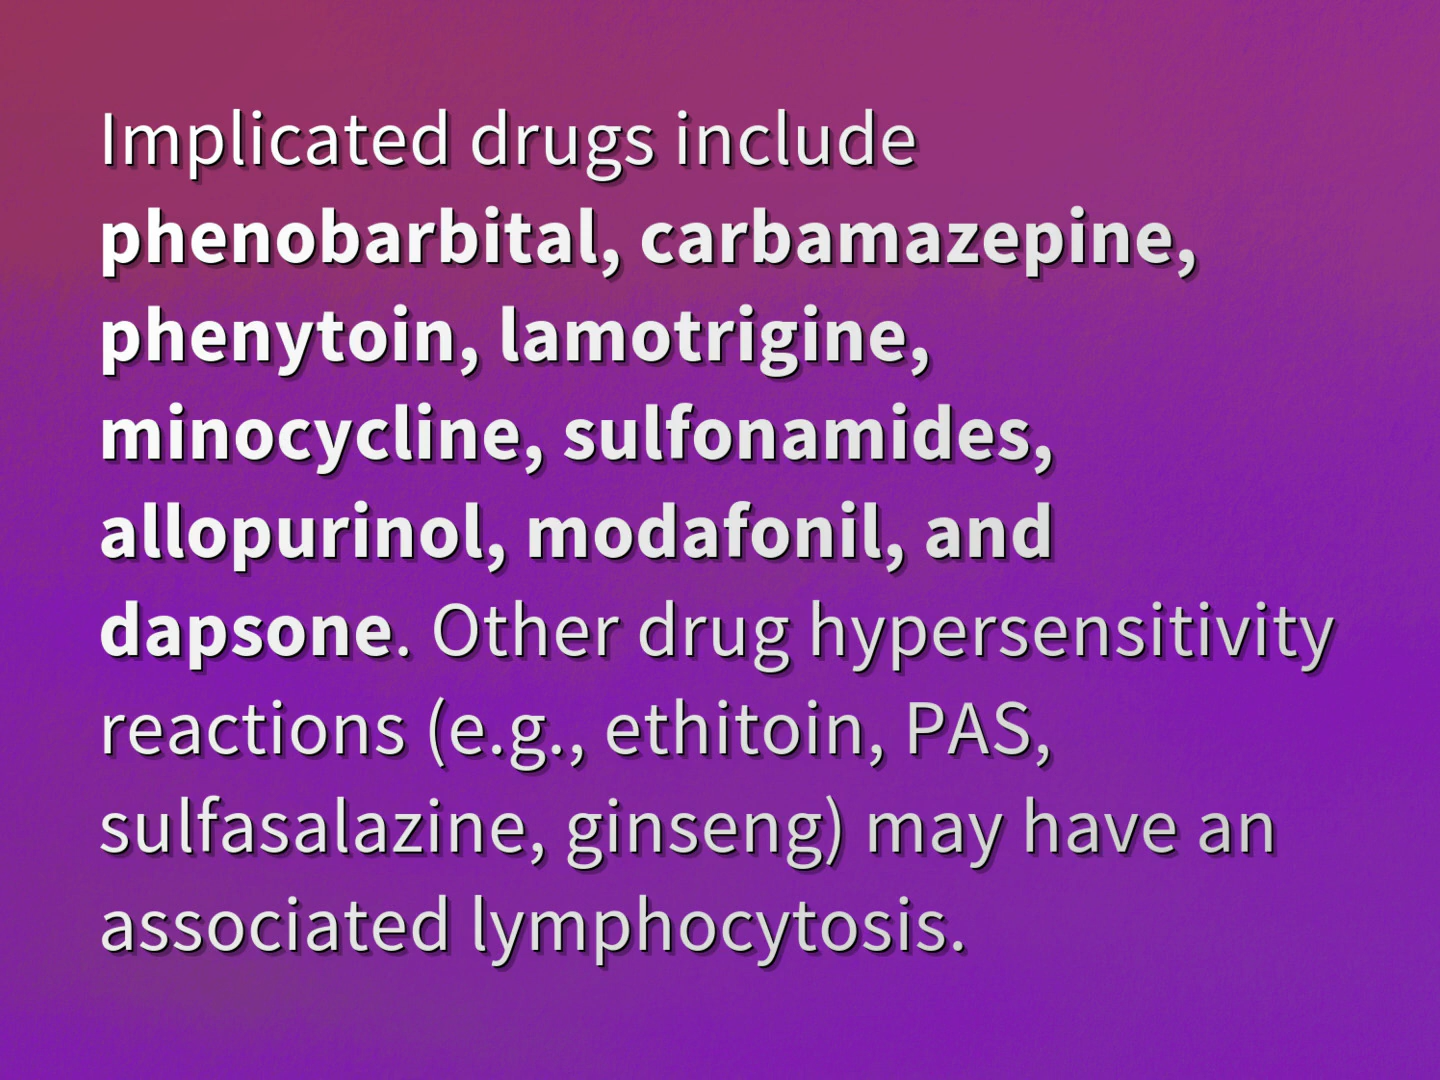 Implicated drugs include
phenobarbital, carbamazepine,
phenytoin, lamotrigine,
minocycline, sulfonamides,
allopurinol, modafonil, and
dapsone. Other drug hypersensitivity
reactions (e.g., ethitoin, PAS,
sulfasalazine, ginseng) may have an
associated lymphocytosis.